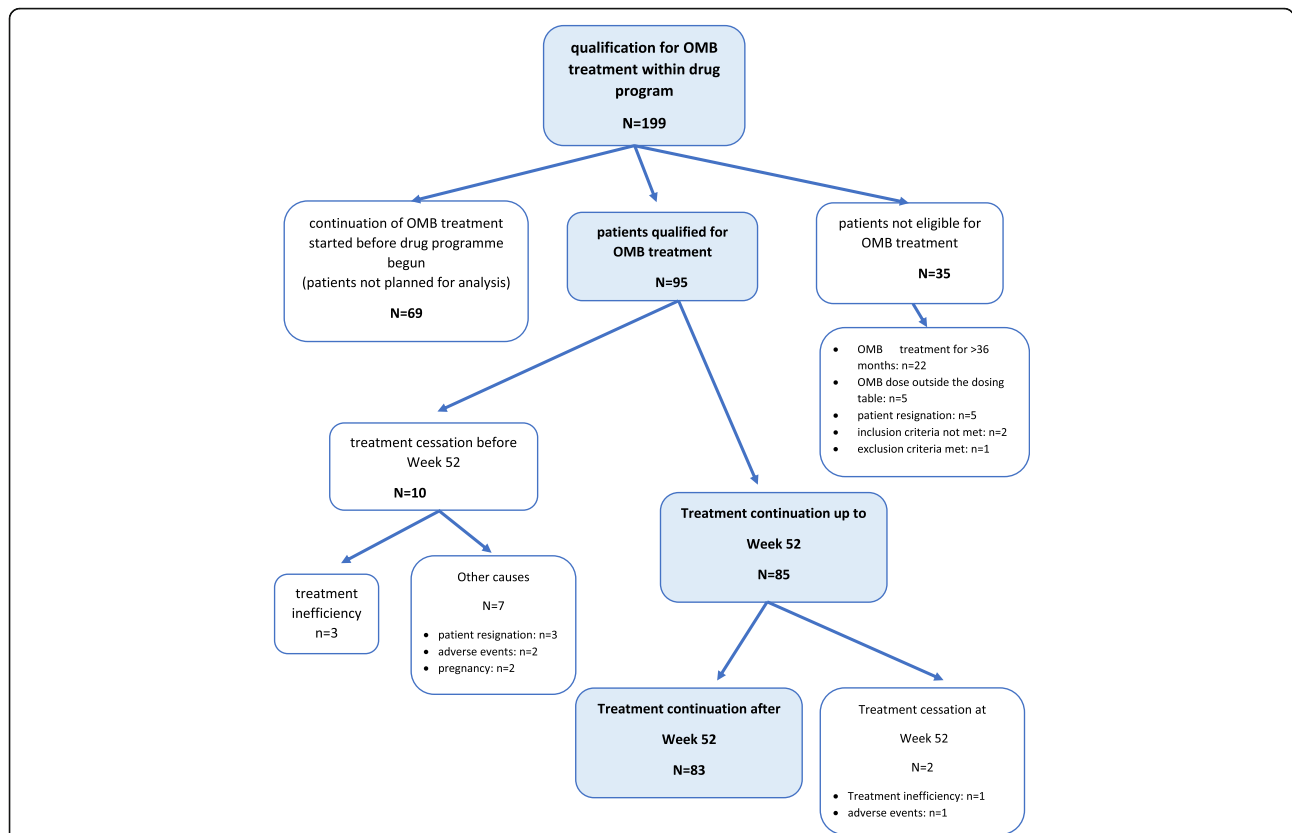 qualification for OMB
treatment within drug
program
N=199
continuation of OMB treatment
started before drug programme
begun
(patients not planned for analysis)
N=69
patients qualified for
OMB treatment
N=95
patients not eligible for
OMB treatment
N=35
• OMB treatment for >36
months: n=22
• OMB dose outside the dosing
table: n=5
• patient resignation: n=5
• inclusion criteria not met: n=2
• exclusion criteria met: n=1
treatment cessation before
Week 52
N=10
Treatment continuation up to
Week 52
N=85
treatment
inefficiency
n=3
Other causes
N=7
• patient resignation: n=3
• adverse events: n=2
• pregnancy: n=2
Treatment continuation after
Week 52
N=83
Treatment cessation at
Week 52
N=2
• Treatment inefficiency: n=1
• adverse events: n=1